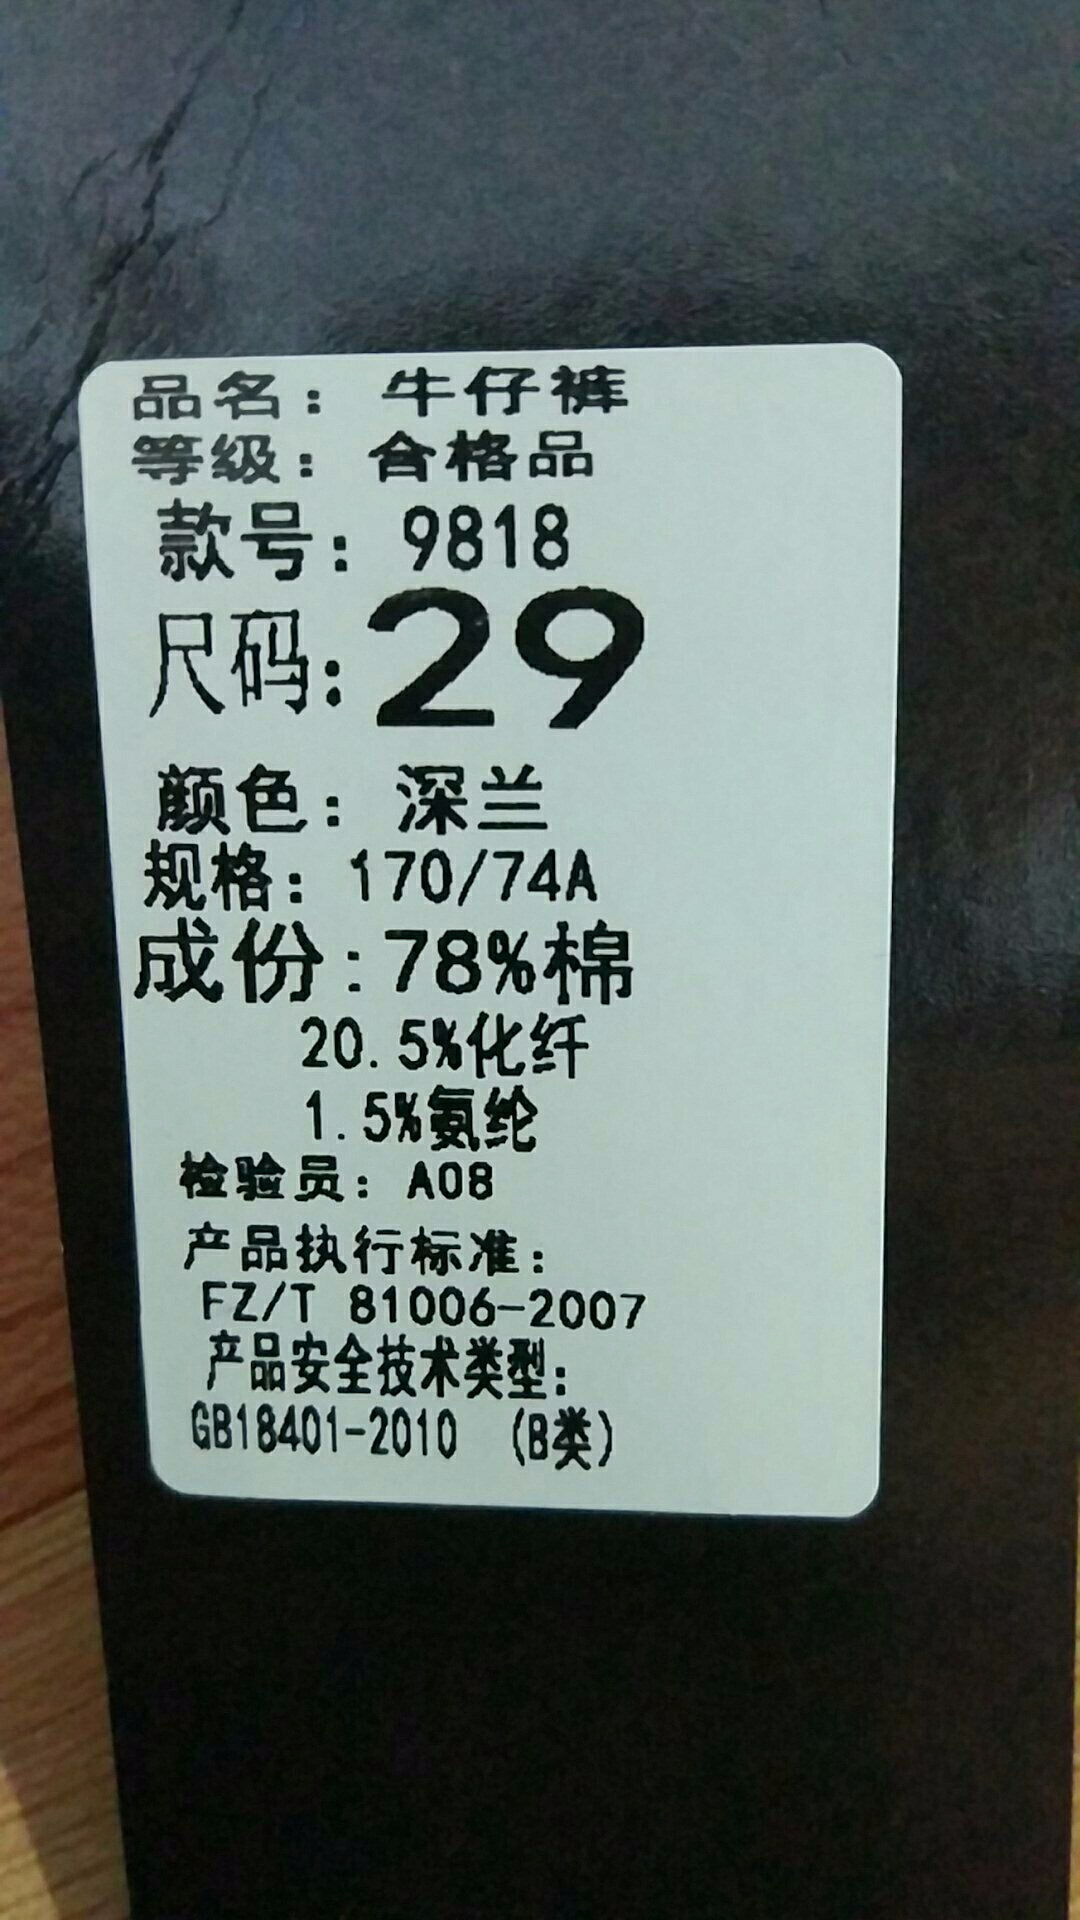 品名：牛仔裤
等级：合格品
款号：9818
尺码：29
颜色：深兰
规格：170/74A
成份：78%棉
20.5%化纤
1.5%氨纶
检验员：A08
产品执行标准：
FZ/T 81006-2007
产品安全技术类型：
GB18401-2010 (B类)